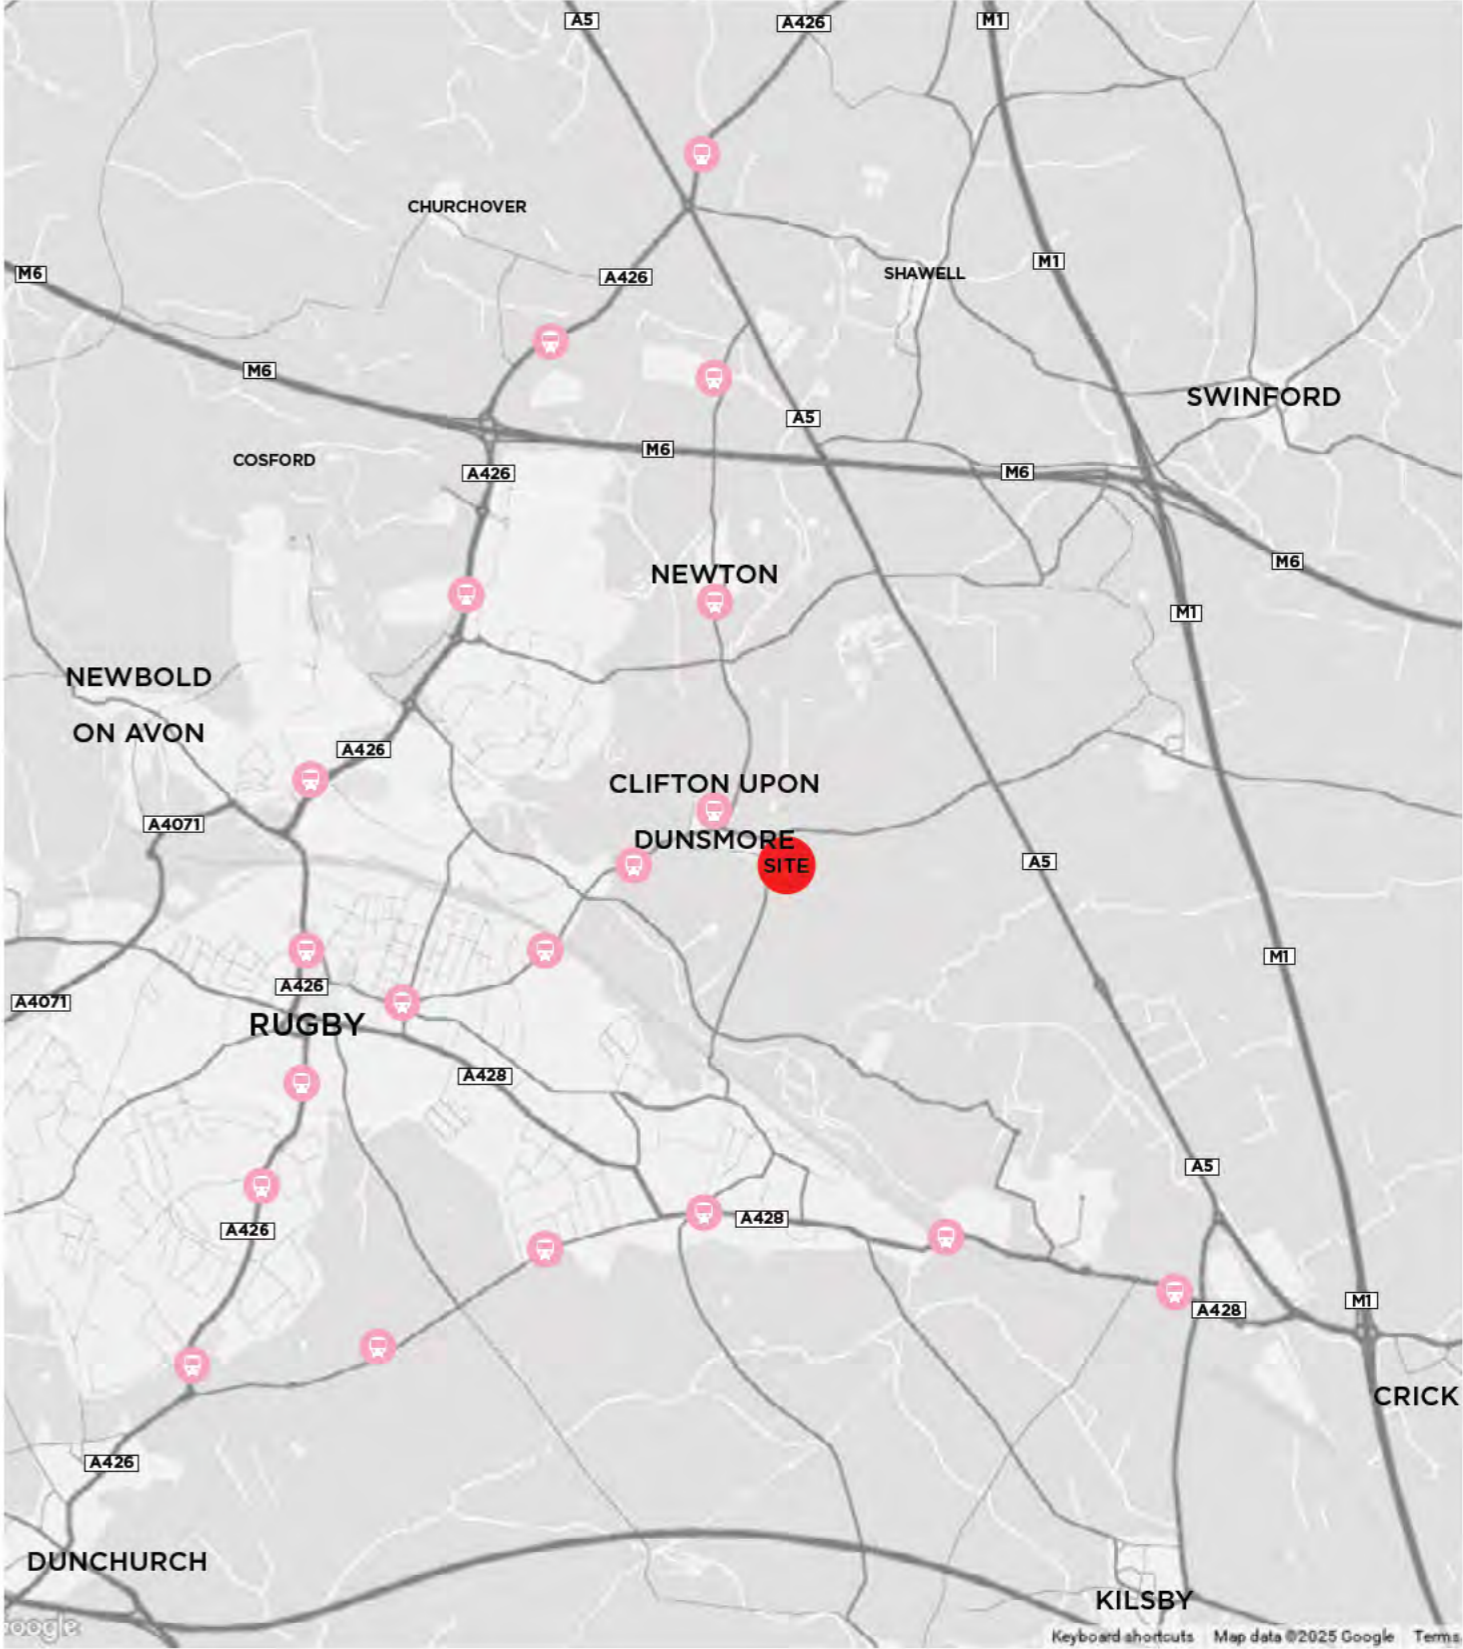 A5
A426
M1
CHURCHOVER
M1
M6
SHAWELL
A426
M6
SWINFORD
A5
M6
COSFORD
A426
M6
M6
NEWTON
M1
NEWBOLD
ON AVON
A426
CLIFTON UPON
DUNSMORE
A4071
SITE
A5
M1
A426
A4071
RUGBY
A428
A5
A428
A426
M1
A428
CRICK
A426
DUNCHURCH
KILSBY
oogle
Keyboard shortcuts Map data ©2025 Google Terms